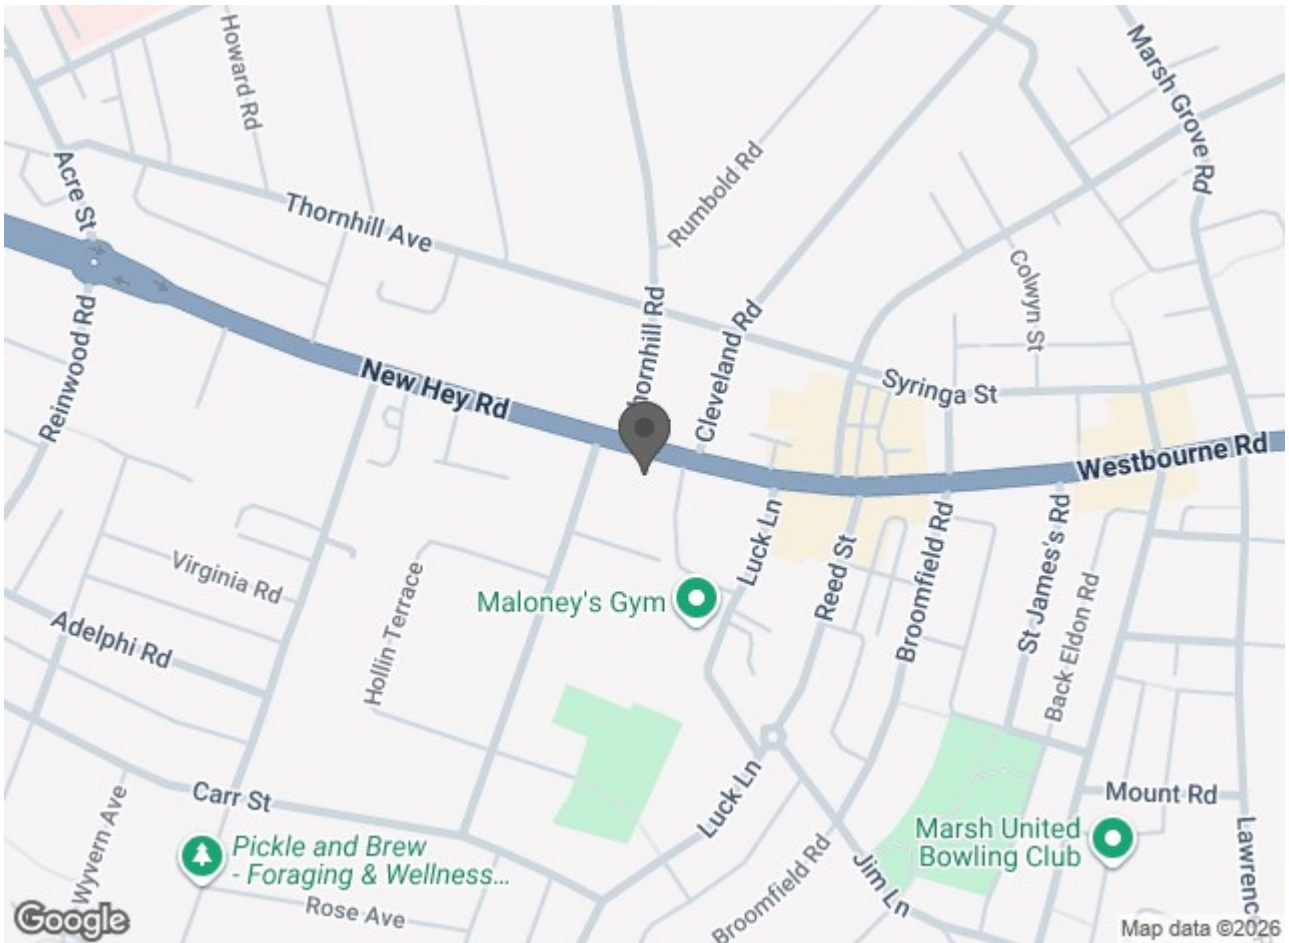 Howard Rd
Marsh Grove Rd
Acre St
Thornhill Ave
Rumbold Rd
Colwyn St
Reinwood Rd
hornhill Rd
Cleveland Rd
New Hey Rd
Syringa St
Westbourne Rd
Luck Ln
Reed St
Broomfield Rd
St James's Rd
Back Eldon Rd
Virginia Rd
Adelphi Rd
Hollin Terrace
Maloney's Gym
Luck Ln
Mount Rd
Carr St
Wyvern Ave
Pickle and Brew
- Foraging & Wellness...
Marsh United
Bowling Club
Lawrenc
Jim Ln
Broomfield Rd
Rose Ave
Google
Map data ©2026